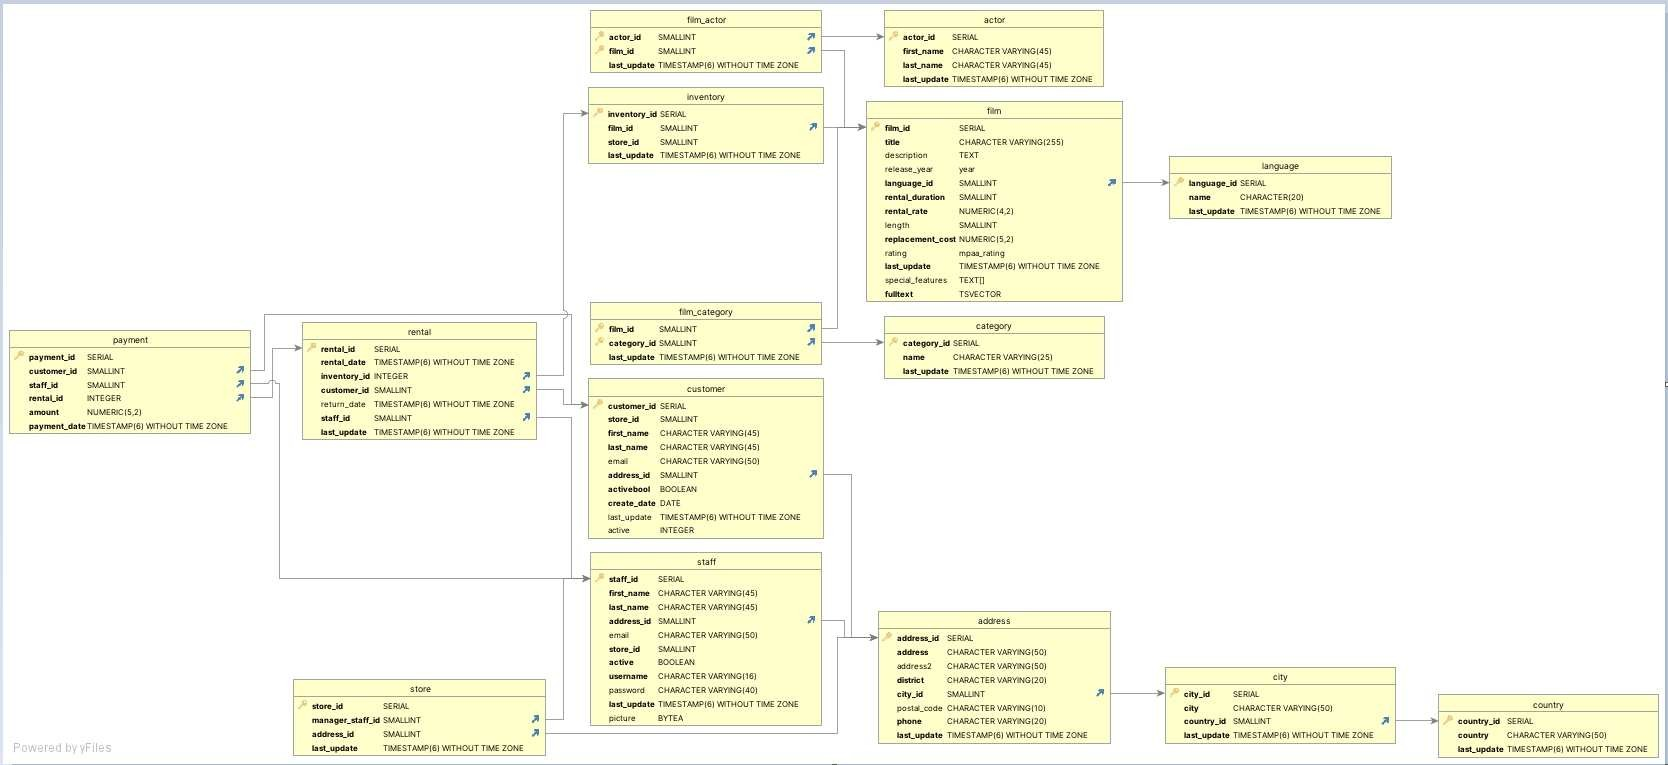 film_actor
actor_id SMALLINT
film_id SMALLINT
last_update TIMESTAMP(6) WITHOUT TIME ZONE
actor
actor_id SERIAL
first_name CHARACTER VARYING(45)
last_name CHARACTER VARYING(45)
last_update TIMESTAMP(6) WITHOUT TIME ZONE
inventory
inventory_id SERIAL
film_id SMALLINT
store_id SMALLINT
last_update TIMESTAMP(6) WITHOUT TIME ZONE
film
film_id SERIAL
title CHARACTER VARYING(255)
description TEXT
release_year year
language_id SMALLINT
rental_duration SMALLINT
rental_rate NUMERIC(4,2)
length SMALLINT
replacement_cost NUMERIC(5,2)
rating mpaa_rating
last_update TIMESTAMP(6) WITHOUT TIME ZONE
special_features TEXT[]
fulltext TSVECTOR
language
language_id SERIAL
name CHARACTER(20)
last_update TIMESTAMP(6) WITHOUT TIME ZONE
film_category
film_id SMALLINT
category_id SMALLINT
last_update TIMESTAMP(6) WITHOUT TIME ZONE
category
category_id SERIAL
name CHARACTER VARYING(25)
last_update TIMESTAMP(6) WITHOUT TIME ZONE
payment
payment_id SERIAL
customer_id SMALLINT
staff_id SMALLINT
rental_id INTEGER
amount NUMERIC(5,2)
payment_date TIMESTAMP(6) WITHOUT TIME ZONE
rental
rental_id SERIAL
rental_date TIMESTAMP(6) WITHOUT TIME ZONE
inventory_id INTEGER
customer_id SMALLINT
return_date TIMESTAMP(6) WITHOUT TIME ZONE
staff_id SMALLINT
last_update TIMESTAMP(6) WITHOUT TIME ZONE
customer
customer_id SERIAL
store_id SMALLINT
first_name CHARACTER VARYING(45)
last_name CHARACTER VARYING(45)
email CHARACTER VARYING(50)
address_id SMALLINT
activebool BOOLEAN
create_date DATE
last_update TIMESTAMP(6) WITHOUT TIME ZONE
active INTEGER
staff
staff_id SERIAL
first_name CHARACTER VARYING(45)
last_name CHARACTER VARYING(45)
address_id SMALLINT
email CHARACTER VARYING(50)
store_id SMALLINT
active BOOLEAN
username CHARACTER VARYING(16)
password CHARACTER VARYING(40)
last_update TIMESTAMP(6) WITHOUT TIME ZONE
picture BYTEA
store
store_id SERIAL
manager_staff_id SMALLINT
address_id SMALLINT
last_update TIMESTAMP(6) WITHOUT TIME ZONE
address
address_id SERIAL
address CHARACTER VARYING(50)
address2 CHARACTER VARYING(50)
district CHARACTER VARYING(20)
city_id SMALLINT
postal_code CHARACTER VARYING(10)
phone CHARACTER VARYING(20)
last_update TIMESTAMP(6) WITHOUT TIME ZONE
city
city_id SERIAL
city CHARACTER VARYING(50)
country_id SMALLINT
last_update TIMESTAMP(6) WITHOUT TIME ZONE
country
country_id SERIAL
country CHARACTER VARYING(50)
last_update TIMESTAMP(6) WITHOUT TIME ZONE
Powered by yFiles